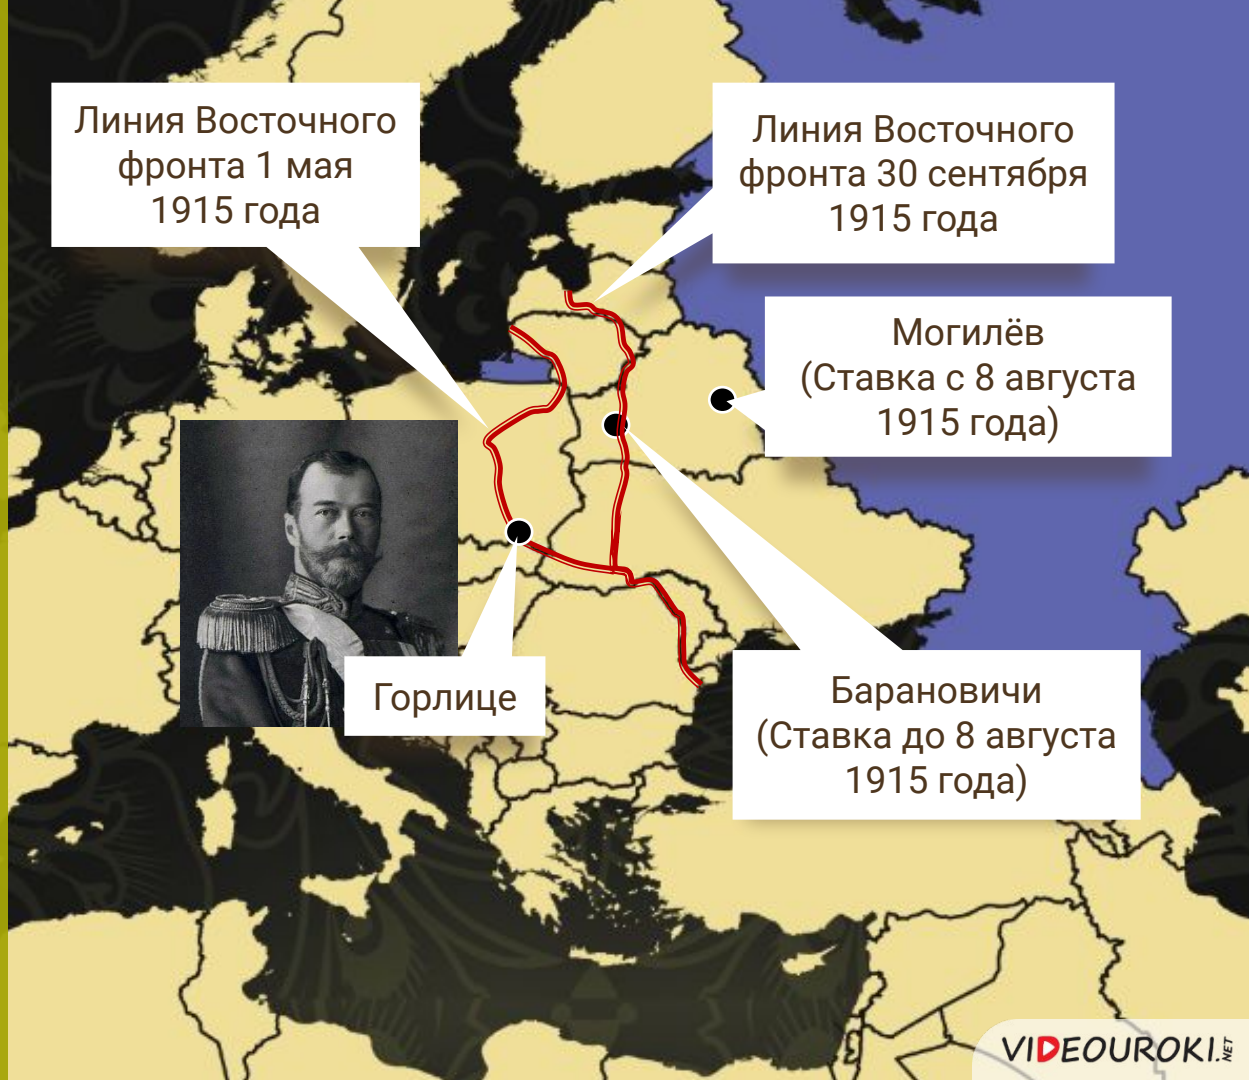 Линия Восточного
фронта 1 мая
1915 года
Линия Восточного
фронта 30 сентября
1915 года
Могилёв
(Ставка с 8 августа
1915 года)
Горлице
Барановичи
(Ставка до 8 августа
1915 года)
VIDEOUROKI.NET